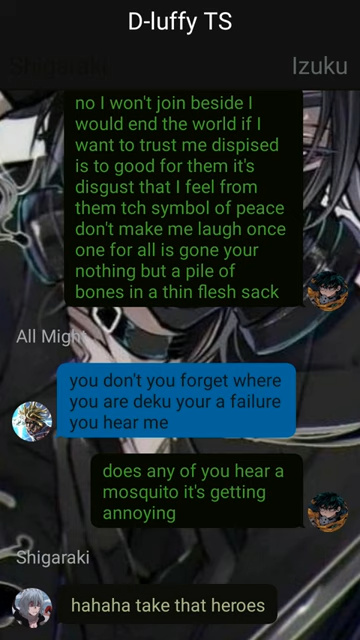 D-luffy TS
Shigaraki
Izuku
no I won't join beside I
would end the world if I
want to trust me dispised
is to good for them it's
disgust that I feel from
them tch symbol of peace
don't make me laugh once
one for all is gone your
nothing but a pile of
bones in a thin flesh sack
All Might
you don't you forget where
you are deku your a failure
you hear me
does any of you hear a
mosquito it's getting
annoying
Shigaraki
hahaha take that heroes